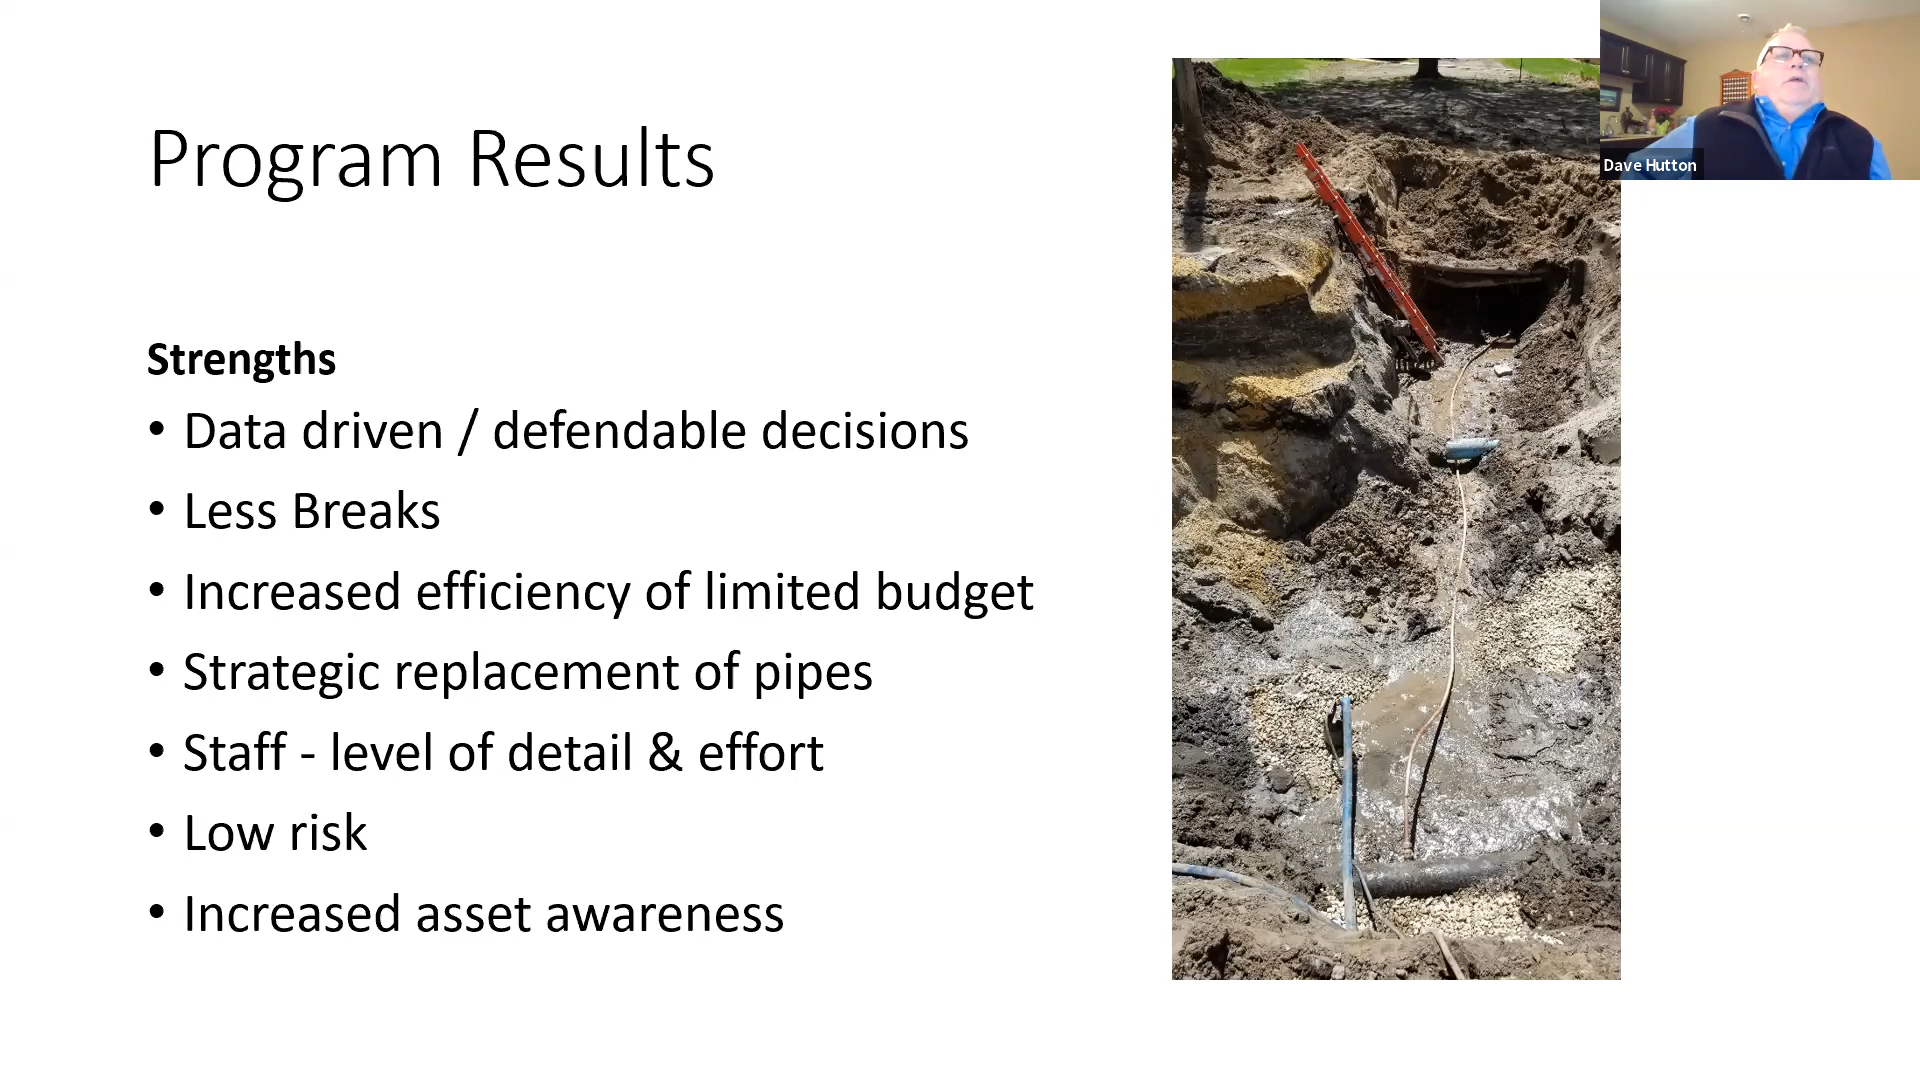 Program Results
Strengths
• Data driven / defendable decisions
• Less Breaks
• Increased efficiency of limited budget
• Strategic replacement of pipes
• Staff - level of detail & effort
• Low risk
• Increased asset awareness
Dave Hutton